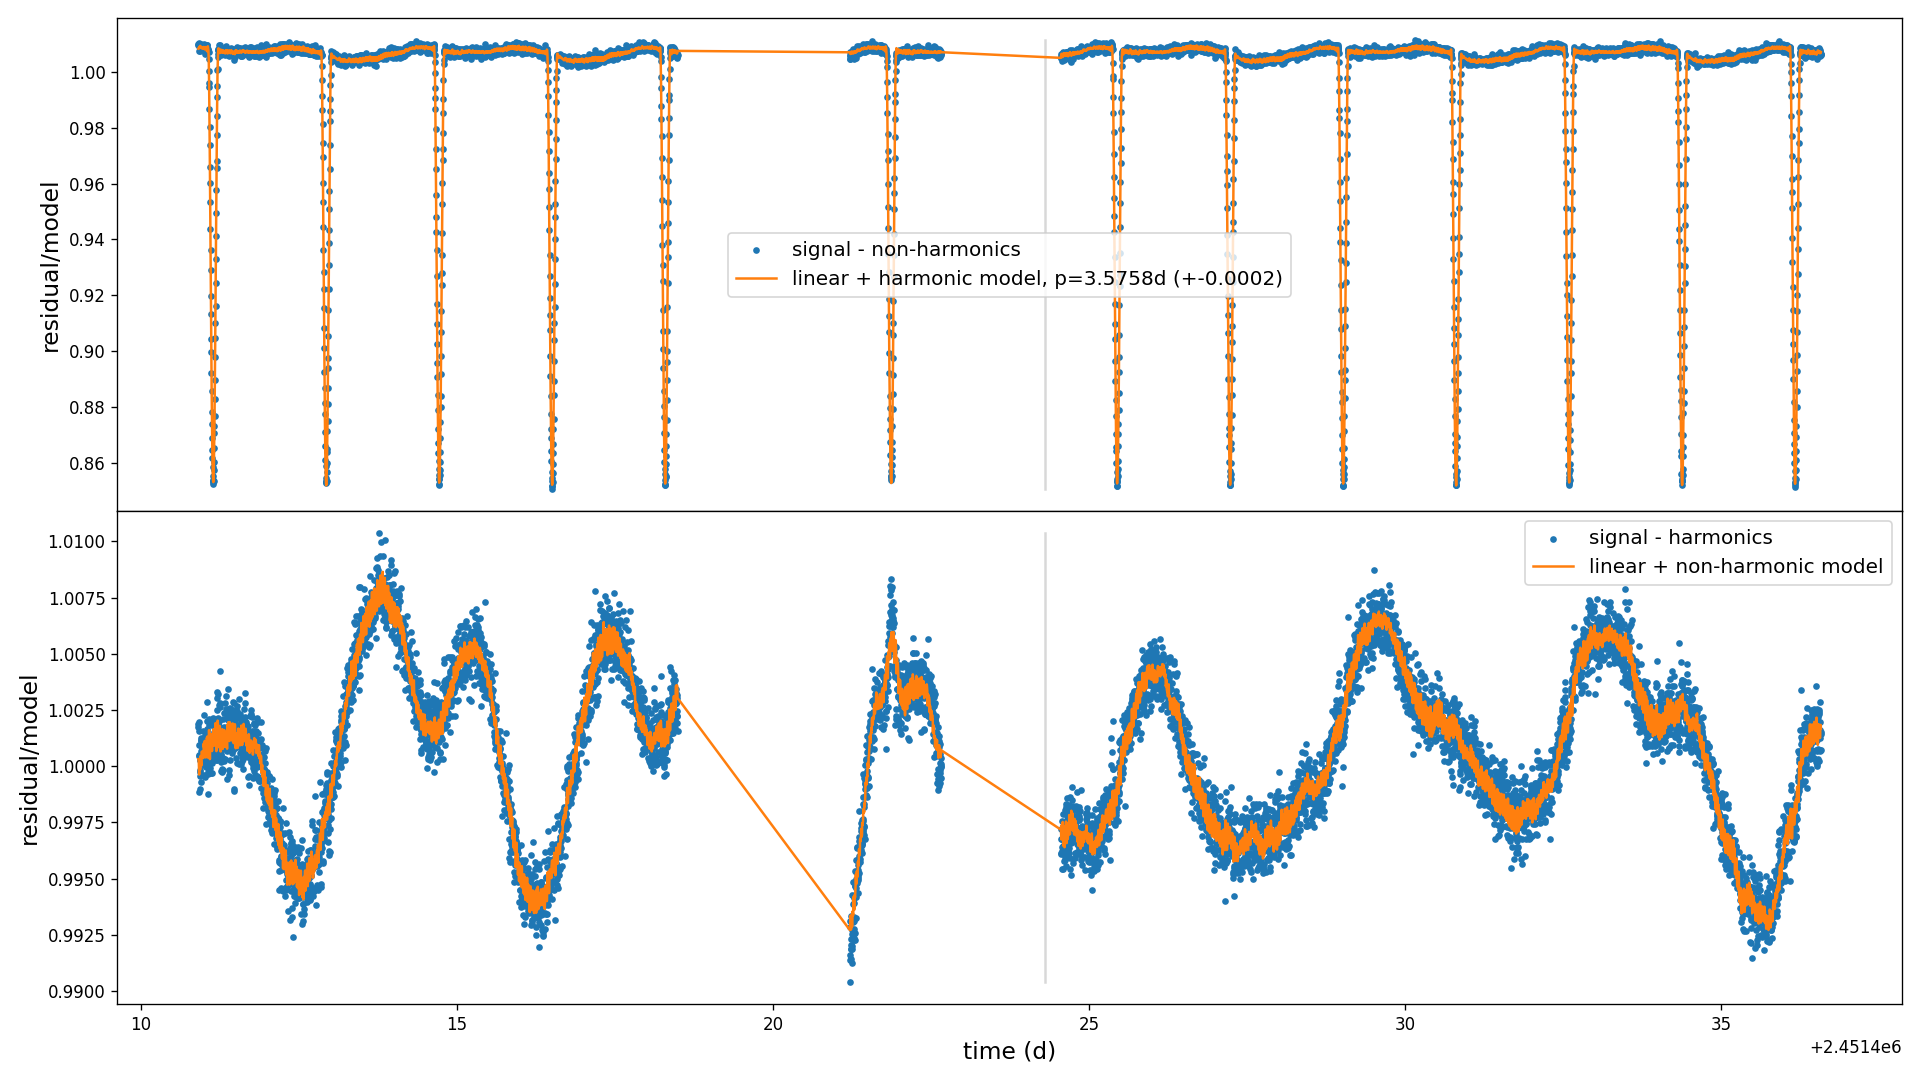 1.00
0.98
0.96
0.94
0.92
0.90
0.88
0.86
residual/model
signal - non-harmonics
linear + harmonic model, p=3.5758d (+-0.0002)
1.0100
1.0075
1.0050
1.0025
1.0000
0.9975
0.9950
0.9925
0.9900
residual/model
signal - harmonics
linear + non-harmonic model
10 15 20 25 30 35
time (d)
+2.4514e6